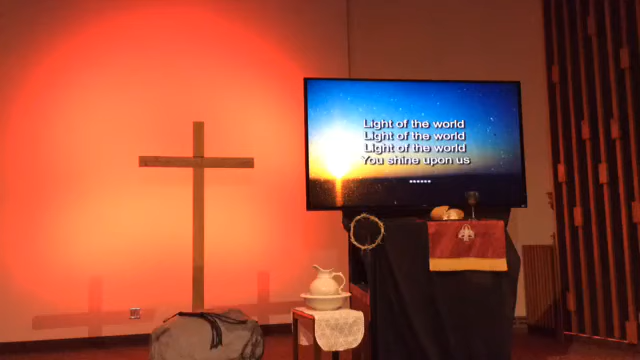 Light of the world
Light of the world
Light of the world
You shine upon us
******